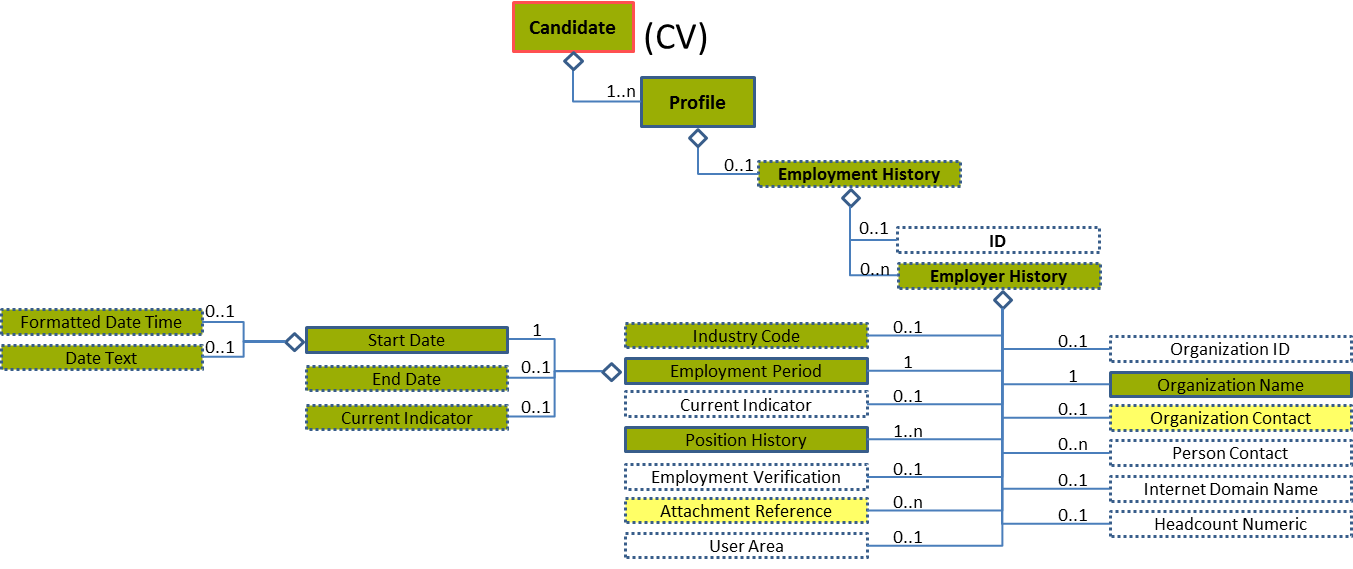 Candidate (CV)
1..n
Profile
0..1
Employment History
0..1
ID
0..n
Employer History
Formatted Date Time
0..1
Date Text
0..1
Start Date
1
End Date
0..1
Current Indicator
0..1
Industry Code
0..1
Employment Period
1
Current Indicator
0..1
Position History
1..n
Employment Verification
0..1
Attachment Reference
0..n
User Area
0..1
0..1
Organization ID
1
Organization Name
0..1
Organization Contact
0..n
Person Contact
0..1
Internet Domain Name
0..1
Headcount Numeric